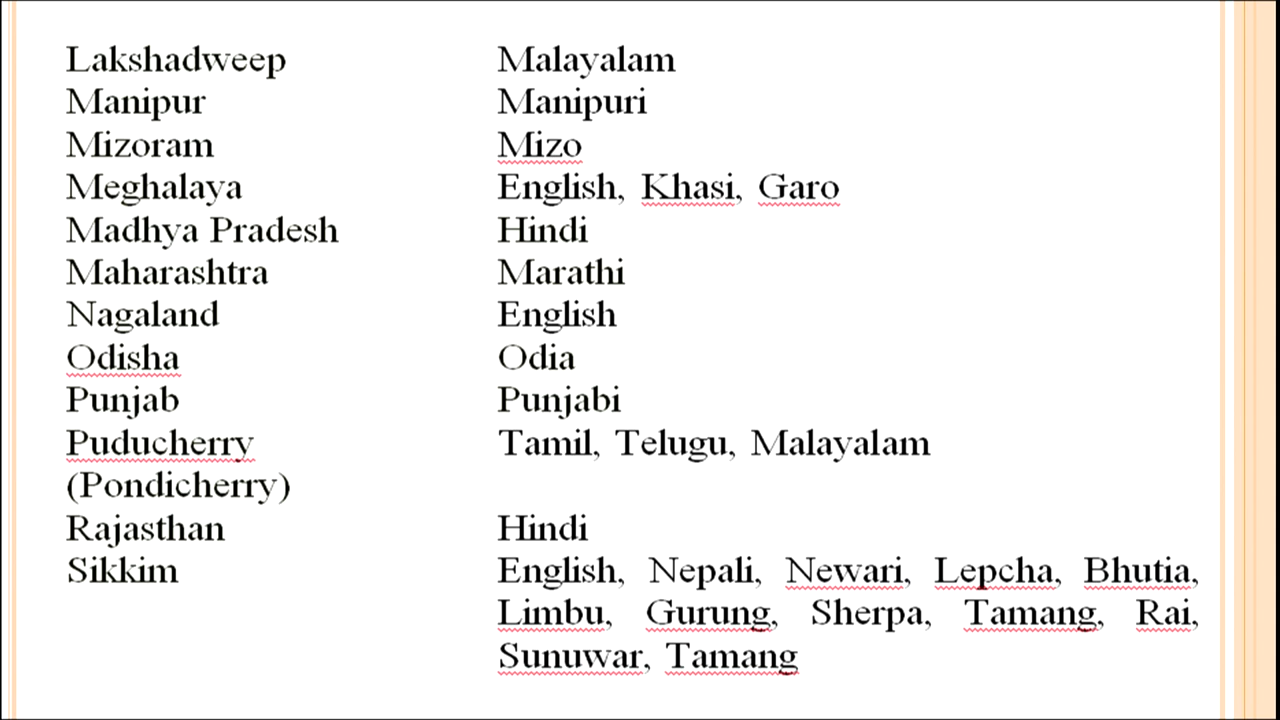 Lakshadweep Malayalam
Manipur Manipuri
Mizoram Mizo
Meghalaya English, Khasi, Garo
Madhya Pradesh Hindi
Maharashtra Marathi
Nagaland English
Odisha Odia
Punjab Punjabi
Puducherry Tamil, Telugu, Malayalam
(Pondicherry)
Rajasthan Hindi
Sikkim English, Nepali, Newari, Lepcha, Bhutia,
Limbu, Gurung, Sherpa, Tamang, Rai,
Sunuwar, Tamang